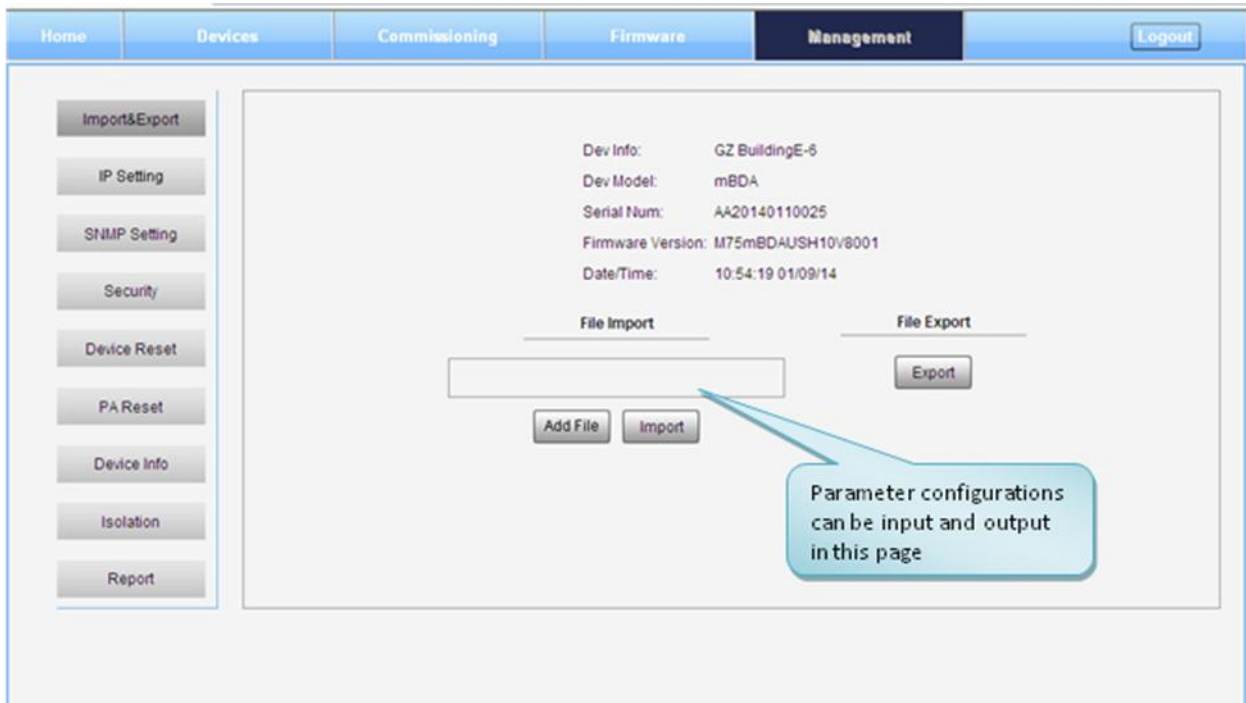 Home Devices Commissioning Firmware Management Logout
Import&Export
IP Setting
SNMP Setting
Security
Device Reset
PA Reset
Device Info
Isolation
Report
Dev Info: GZ BuildingE-6
Dev Model: mBDA
Serial Num: AA20140110025
Firmware Version: M75mBDAUSH10V8001
Date/Time: 10:54:19 01/09/14
File Import
File Export
Export
Add File
Import
Parameter configurations
can be input and output
in this page